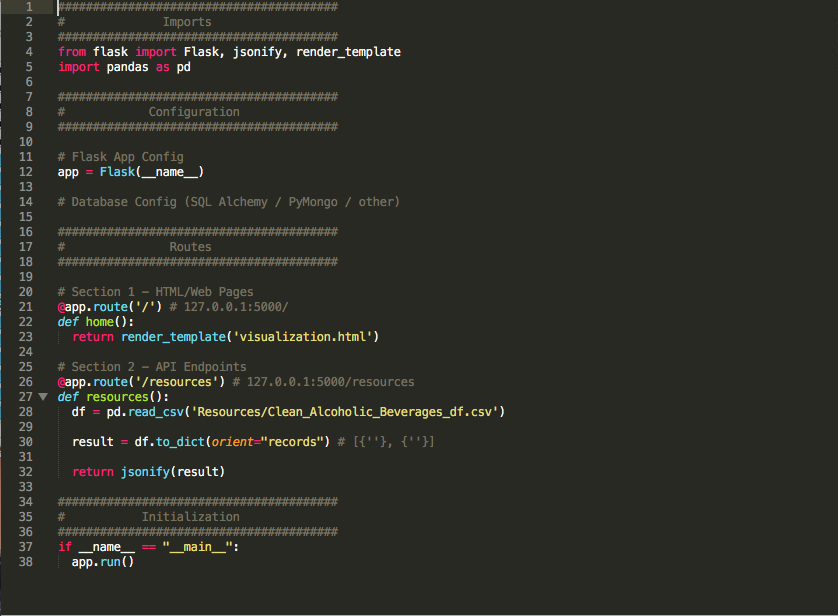 1 ########################################
2 #              Imports
3 ########################################
4 from flask import Flask, jsonify, render_template
5 import pandas as pd
6
7 ########################################
8 #            Configuration
9 ########################################
10
11 # Flask App Config
12 app = Flask(__name__)
13
14 # Database Config (SQL Alchemy / PyMongo / other)
15
16 ########################################
17 #               Routes
18 ########################################
19
20 # Section 1 - HTML/Web Pages
21 @app.route('/') # 127.0.0.1:5000/
22 def home():
23   return render_template('visualization.html')
24
25 # Section 2 - API Endpoints
26 @app.route('/resources') # 127.0.0.1:5000/resources
27 def resources():
28   df = pd.read_csv('Resources/Clean_Alcoholic_Beverages_df.csv')
29
30   result = df.to_dict(orient="records") # [{''}, {''}]
31
32   return jsonify(result)
33
34 ########################################
35 #           Initialization
36 ########################################
37 if __name__ == "__main__":
38   app.run()